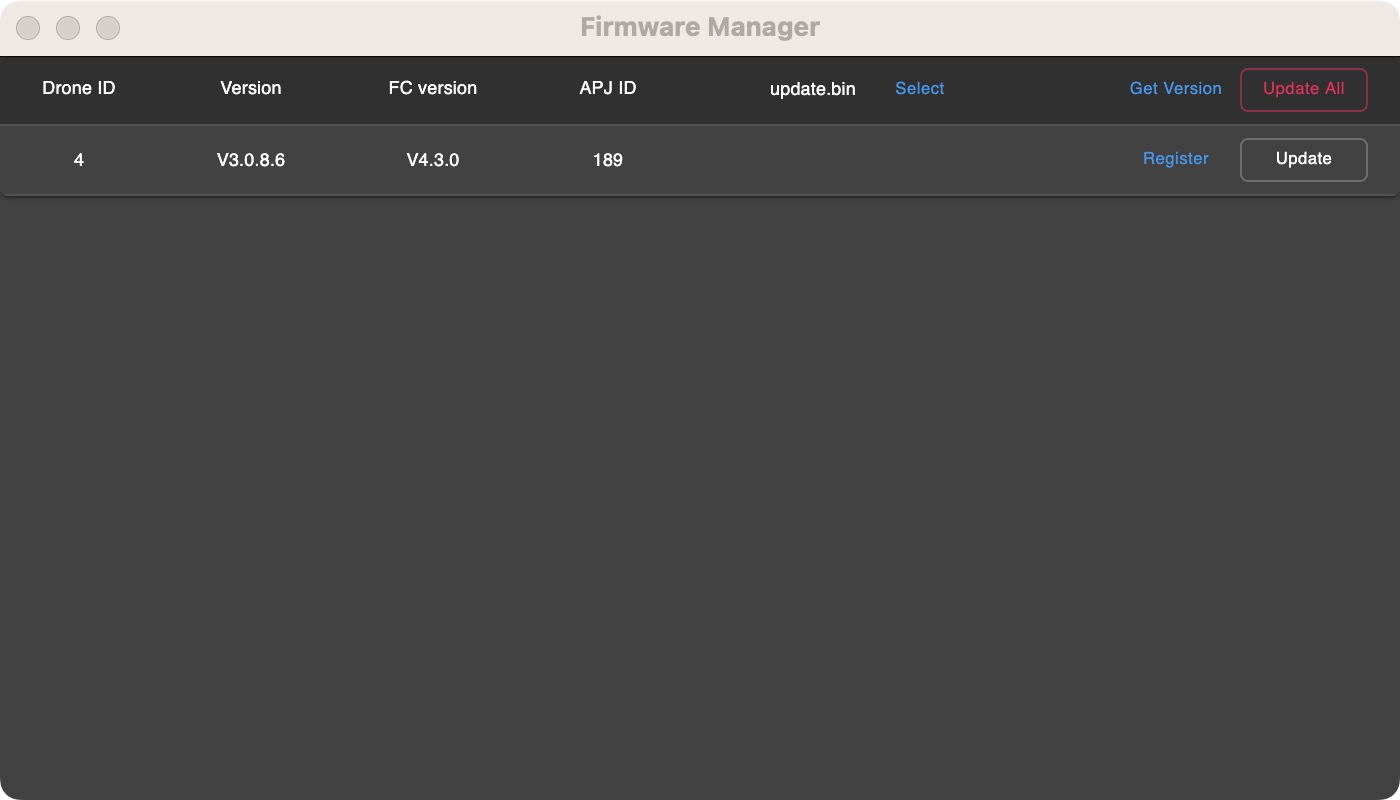 Firmware Manager
Drone ID Version FC version APJ ID update.bin Select Get Version Update All
4 V3.0.8.6 V4.3.0 189 Register Update